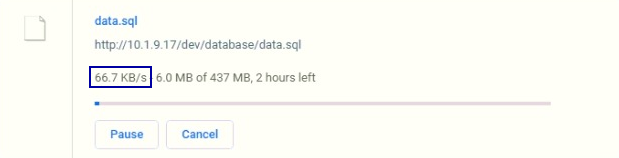 data.sql
http://10.1.9.17/dev/database/data.sql
66.7 KB/s - 6.0 MB of 437 MB, 2 hours left
Pause Cancel